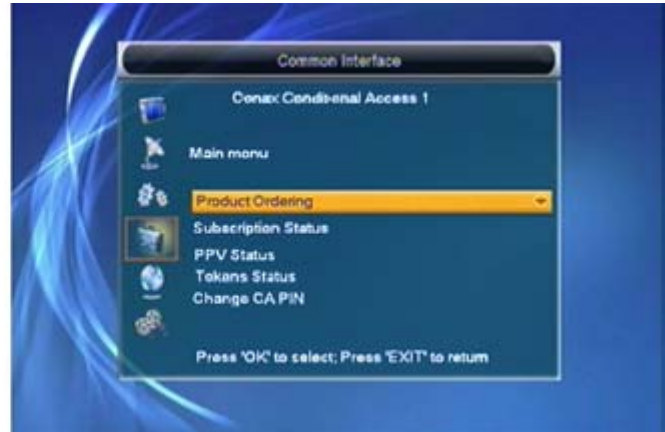 Common Interface
Conax Conditional Access 1
Main menu
Product Ordering
Subscription Status
PPV Status
Tokens Status
Change CA PIN
Press 'OK' to select; Press 'EXIT' to return